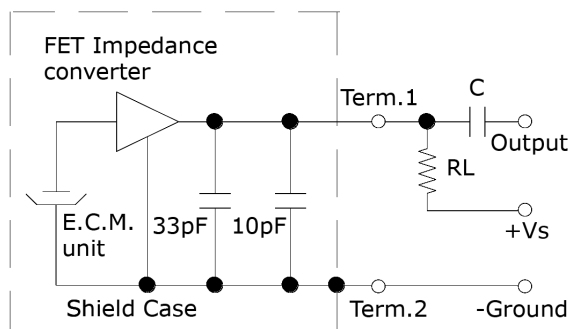 FET Impedance
converter
Term.1
C
Output
RL
+Vs
E.C.M.
unit
33pF
10pF
Shield Case
Term.2
-Ground